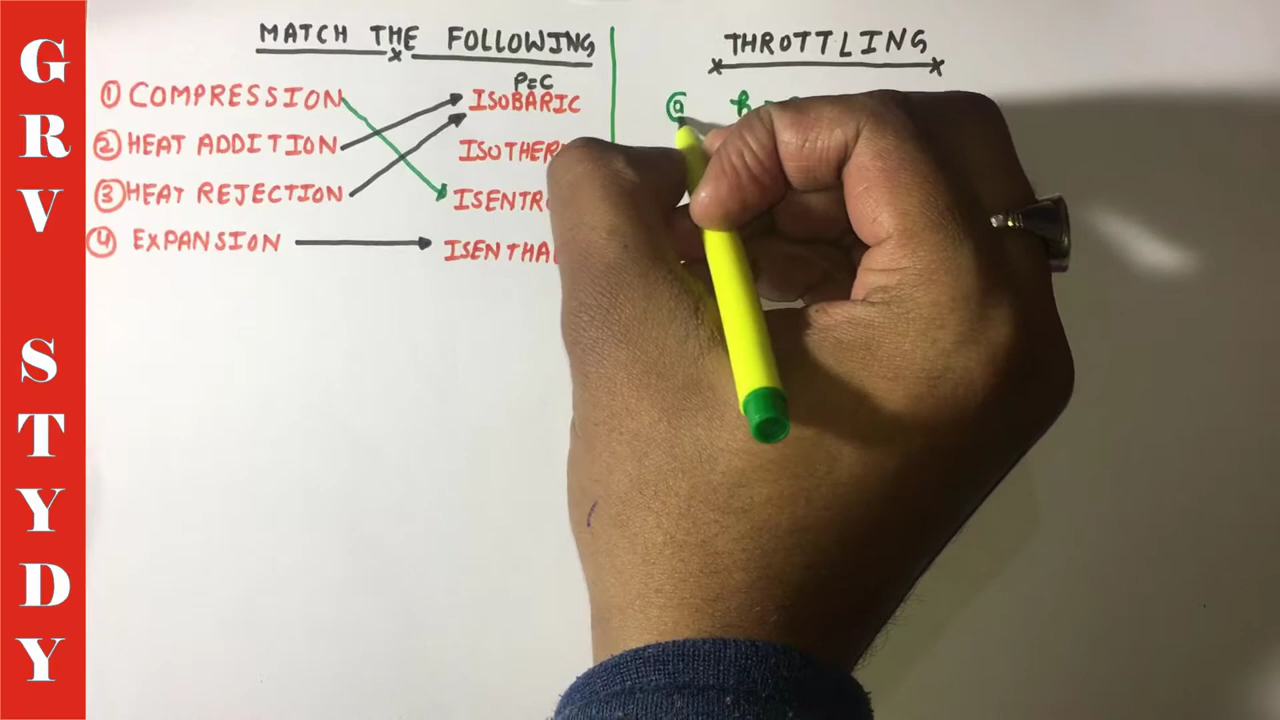 GRV STYDY
MATCH THE FOLLOWING
P=C
① COMPRESSION ISOBARIC
② HEAT ADDITION
③ HEAT REJECTION
④ EXPANSION
THROTTLING
ⓐ h